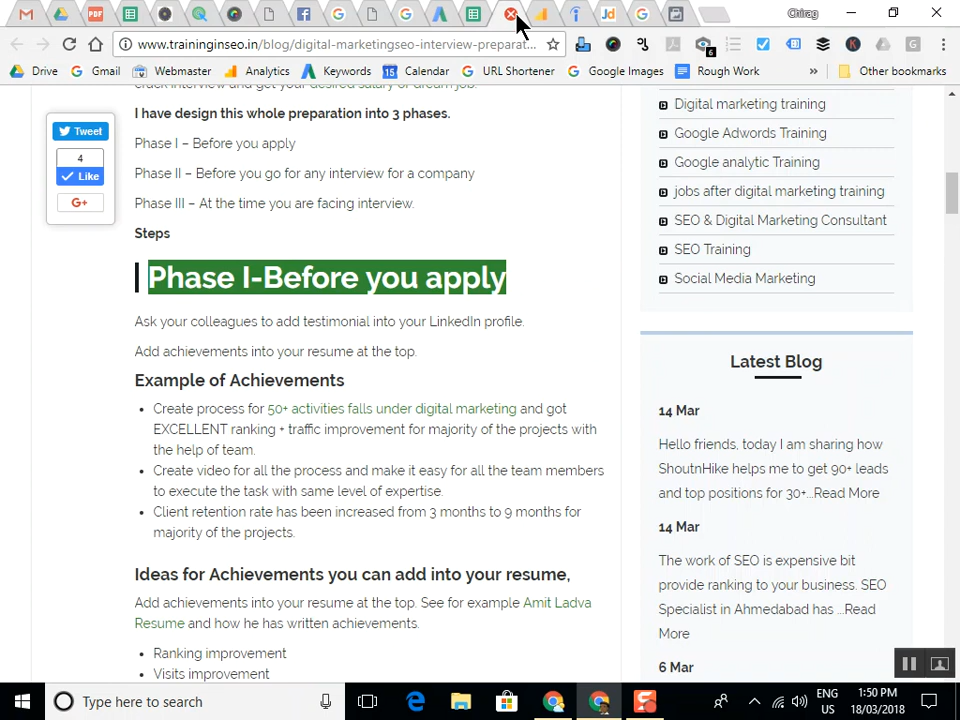 Chirag
www.traininginseo.in/blog/digital-marketingseo-interview-preparat...
Drive
Gmail
Webmaster
Analytics
Keywords
Calendar
URL Shortener
Google Images
Rough Work
»
Other bookmarks
crack interview and get your desired salary or dream job.
I have design this whole preparation into 3 phases.
Phase I – Before you apply
Phase II – Before you go for any interview for a company
Phase III – At the time you are facing interview.
Steps
Phase I-Before you apply
Ask your colleagues to add testimonial into your LinkedIn profile.
Add achievements into your resume at the top.
Example of Achievements
• Create process for 50+ activities falls under digital marketing and got
EXCELLENT ranking + traffic improvement for majority of the projects with
the help of team.
• Create video for all the process and make it easy for all the team members
to execute the task with same level of expertise.
• Client retention rate has been increased from 3 months to 9 months for
majority of the projects.
Ideas for Achievements you can add into your resume,
Add achievements into your resume at the top. See for example Amit Ladva
Resume and how he has written achievements.
• Ranking improvement
• Visits improvement
Tweet
4
Like
G+
Digital marketing training
Google Adwords Training
Google analytic Training
jobs after digital marketing training
SEO & Digital Marketing Consultant
SEO Training
Social Media Marketing
Latest Blog
14 Mar
Hello friends, today I am sharing how
ShoutnHike helps me to get 90+ leads
and top positions for 30+...Read More
14 Mar
The work of SEO is expensive bit
provide ranking to your business. SEO
Specialist in Ahmedabad has ...Read
More
6 Mar
Type here to search
ENG
US
1:50 PM
18/03/2018